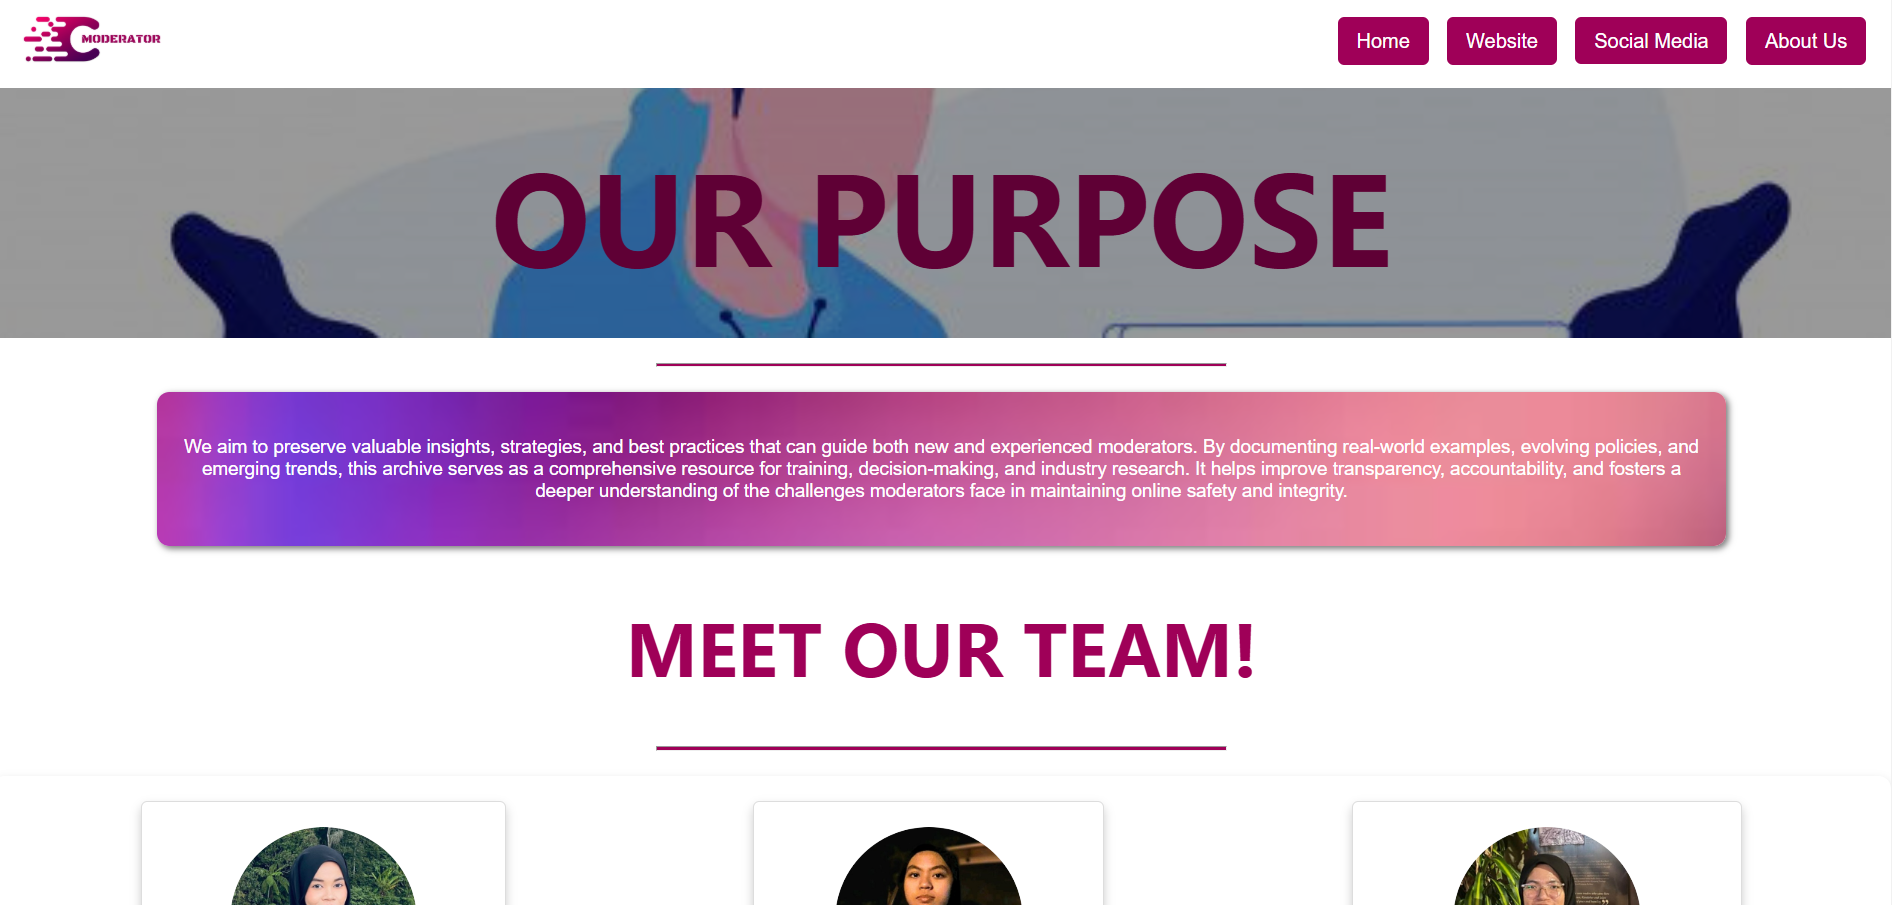 MODERATOR
Home
Website
Social Media
About Us
OUR PURPOSE
We aim to preserve valuable insights, strategies, and best practices that can guide both new and experienced moderators. By documenting real-world examples, evolving policies, and
emerging trends, this archive serves as a comprehensive resource for training, decision-making, and industry research. It helps improve transparency, accountability, and fosters a
deeper understanding of the challenges moderators face in maintaining online safety and integrity.
MEET OUR TEAM!